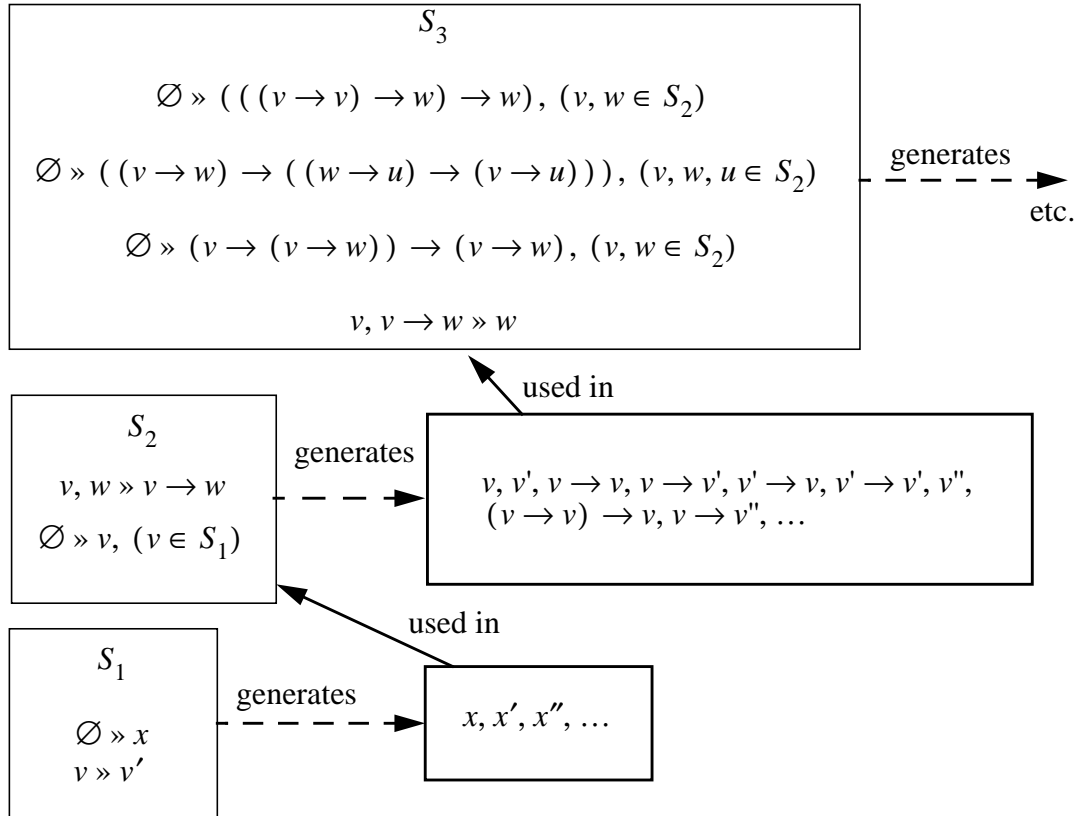 S₃
∅ » ( ( ( v → v ) → w ) → w ) , ( v, w ∈ S₂ )
∅ » ( ( v → w ) → ( ( w → u ) → ( v → u ) ) ) , ( v, w, u ∈ S₂ )
∅ » ( v → ( v → w ) ) → ( v → w ) , ( v, w ∈ S₂ )
v, v → w » w
generates
etc.
used in
S₂
v, w » v → w
∅ » v, ( v ∈ S₁ )
generates
v, v', v → v, v → v', v' → v, v' → v', v",
( v → v ) → v, v → v", …
used in
S₁
∅ » x
v » v′
generates
x, x′, x″, …